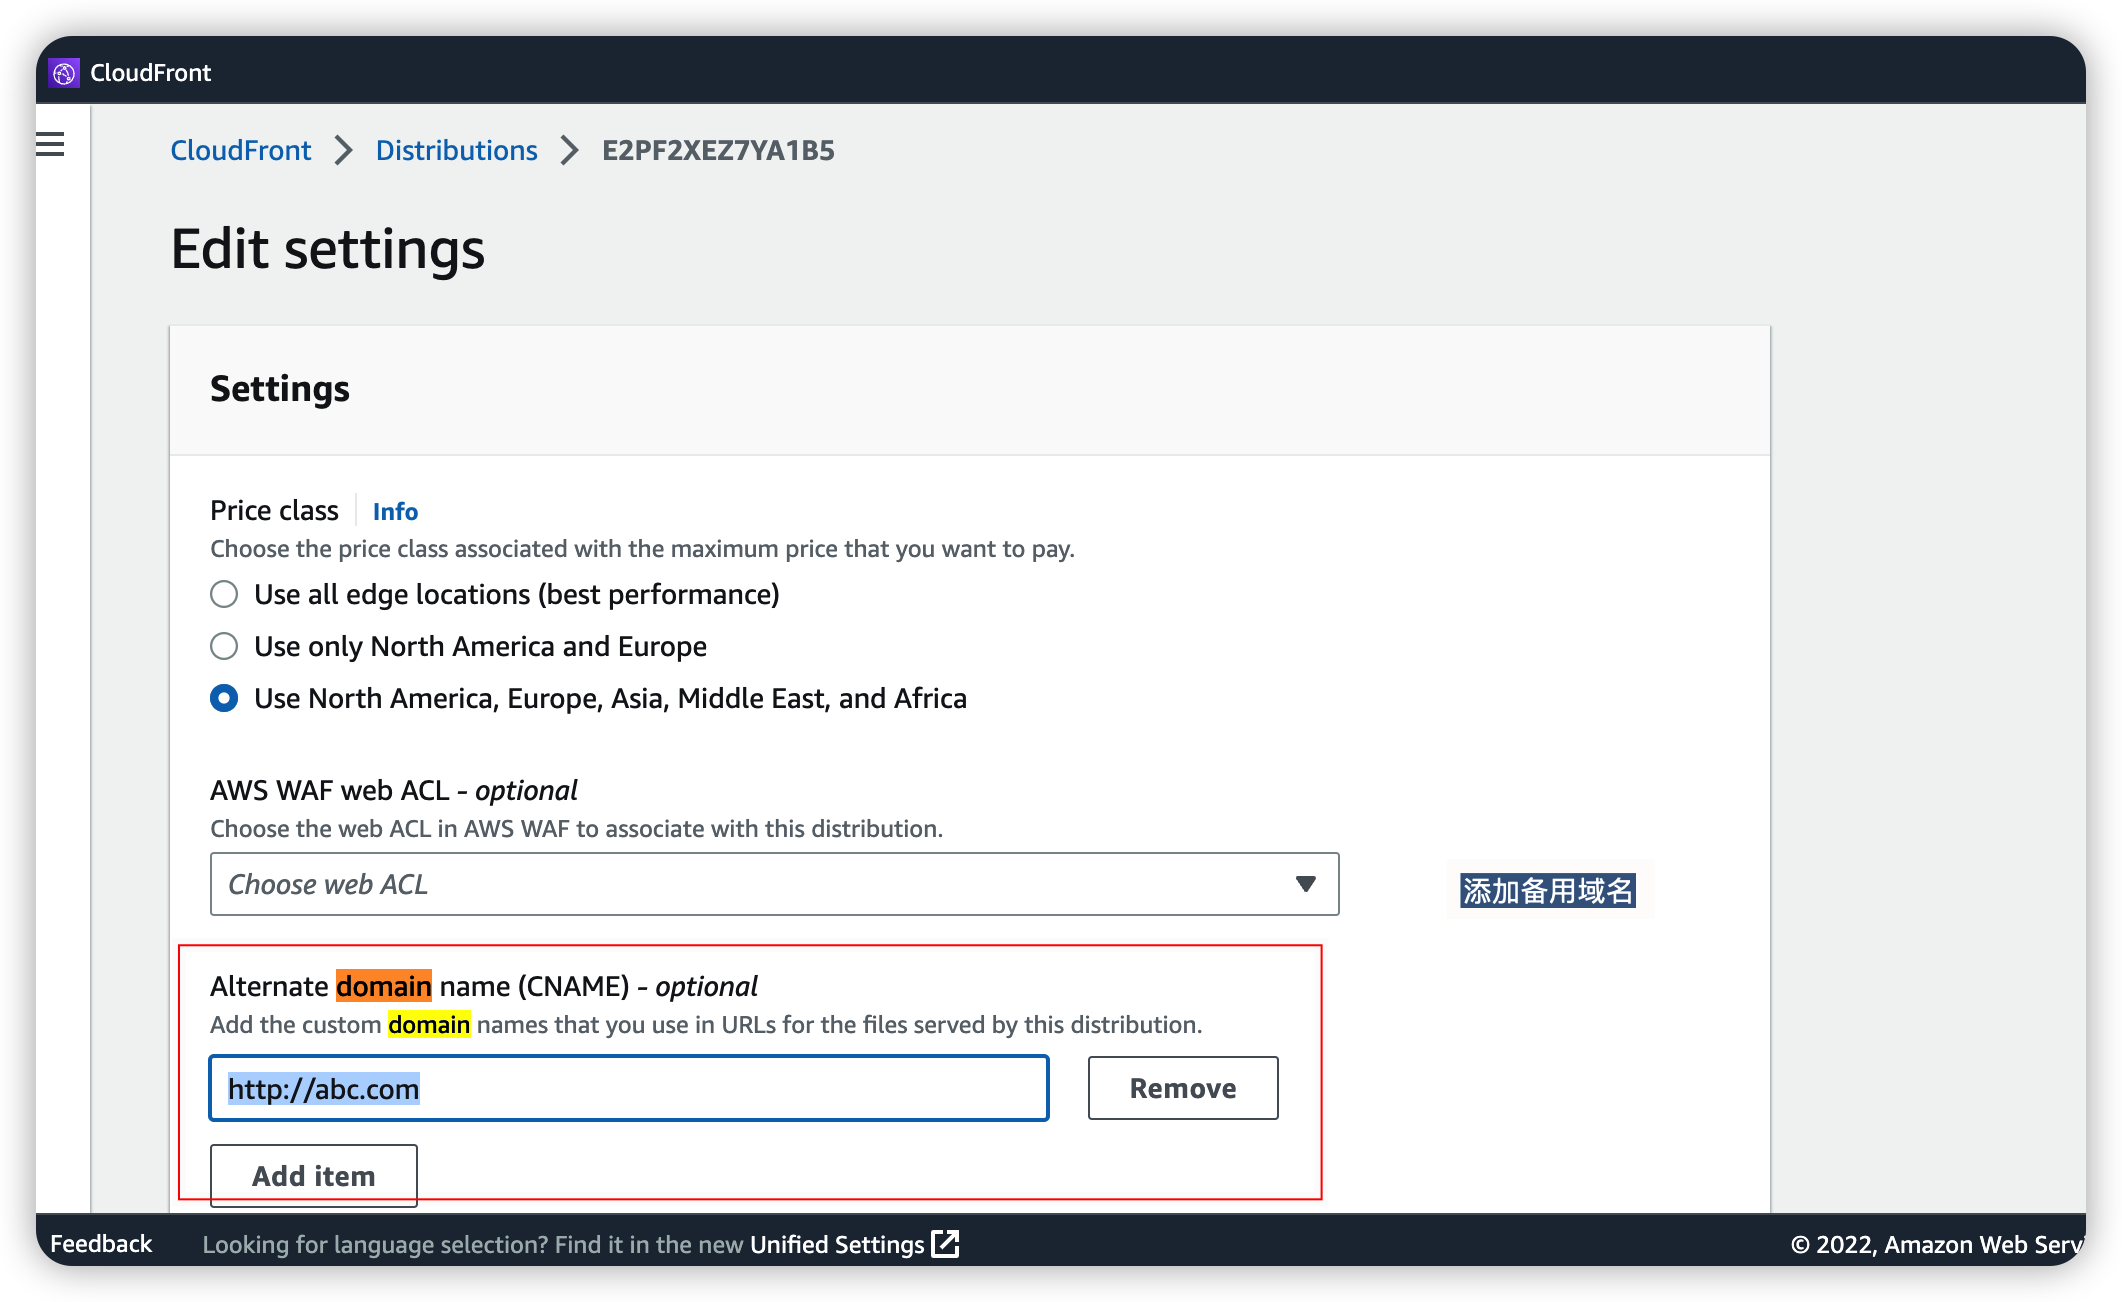 CloudFront
CloudFront > Distributions > E2PF2XEZ7YA1B5
Edit settings
Settings
Price class Info
Choose the price class associated with the maximum price that you want to pay.
Use all edge locations (best performance)
Use only North America and Europe
Use North America, Europe, Asia, Middle East, and Africa
AWS WAF web ACL - optional
Choose the web ACL in AWS WAF to associate with this distribution.
Choose web ACL
添加备用域名
Alternate domain name (CNAME) - optional
Add the custom domain names that you use in URLs for the files served by this distribution.
http://abc.com Remove
Add item
Feedback Looking for language selection? Find it in the new Unified Settings © 2022, Amazon Web Servi